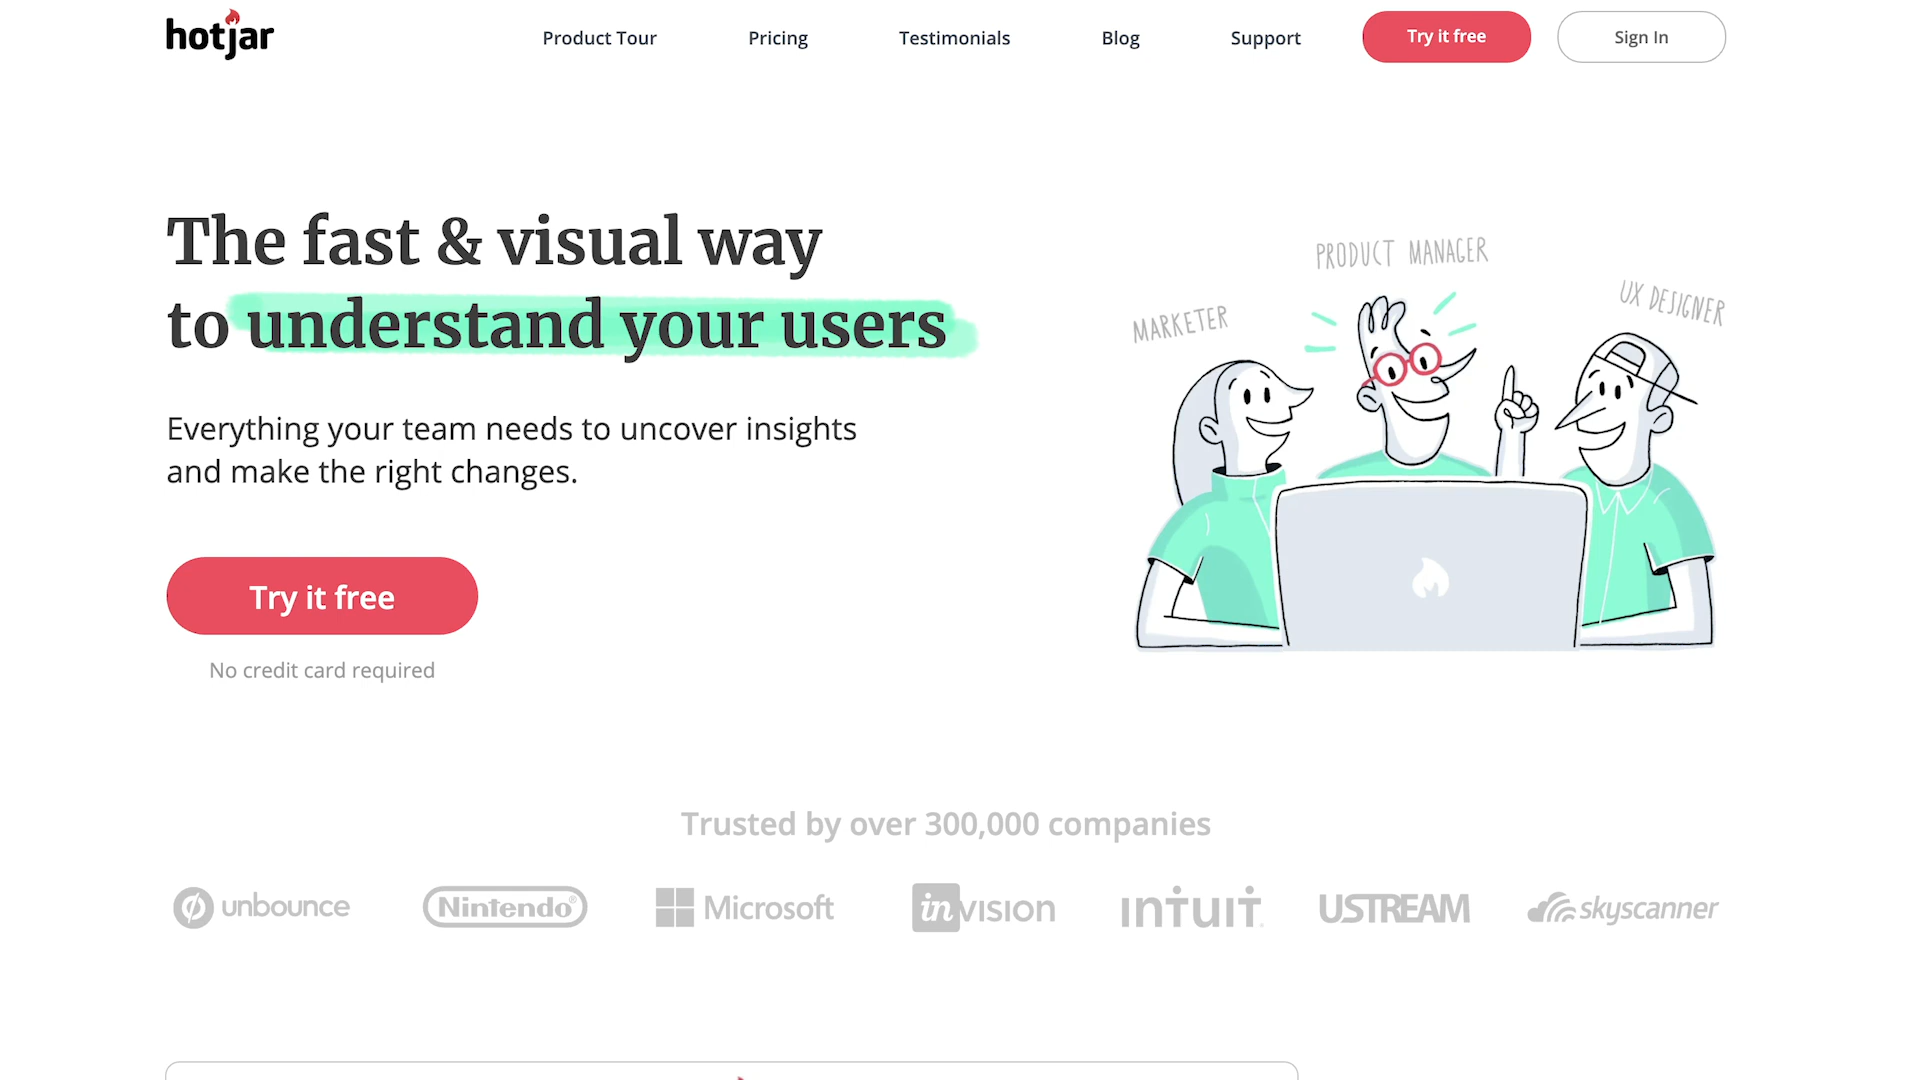 hotjar
Product Tour
Pricing
Testimonials
Blog
Support
Try it free
Sign In
The fast & visual way
to understand your users
Everything your team needs to uncover insights
and make the right changes.
Try it free
No credit card required
MARKETER
PRODUCT MANAGER
UX DESIGNER
Trusted by over 300,000 companies
unbounce
Nintendo®
Microsoft
invision
intuit.
USTREAM
skyscanner